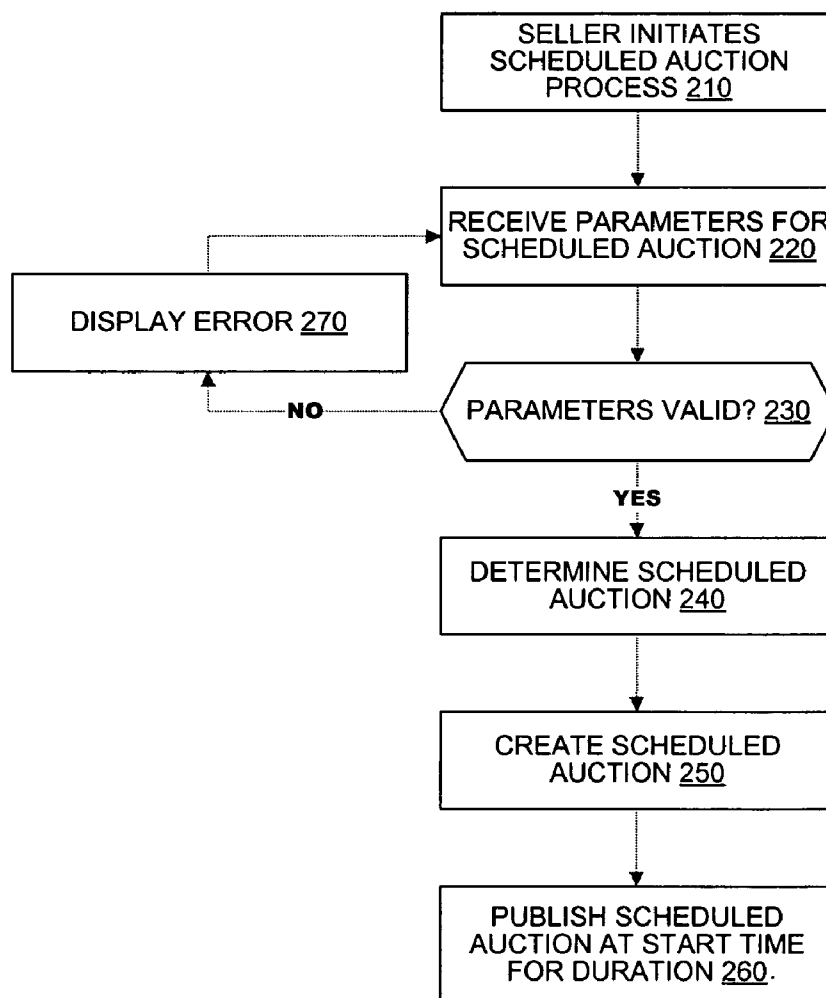 SELLER INITIATES
SCHEDULED AUCTION
PROCESS 210
RECEIVE PARAMETERS FOR
SCHEDULED AUCTION 220
DISPLAY ERROR 270
PARAMETERS VALID? 230
NO
YES
DETERMINE SCHEDULED
AUCTION 240
CREATE SCHEDULED
AUCTION 250
PUBLISH SCHEDULED
AUCTION AT START TIME
FOR DURATION 260.